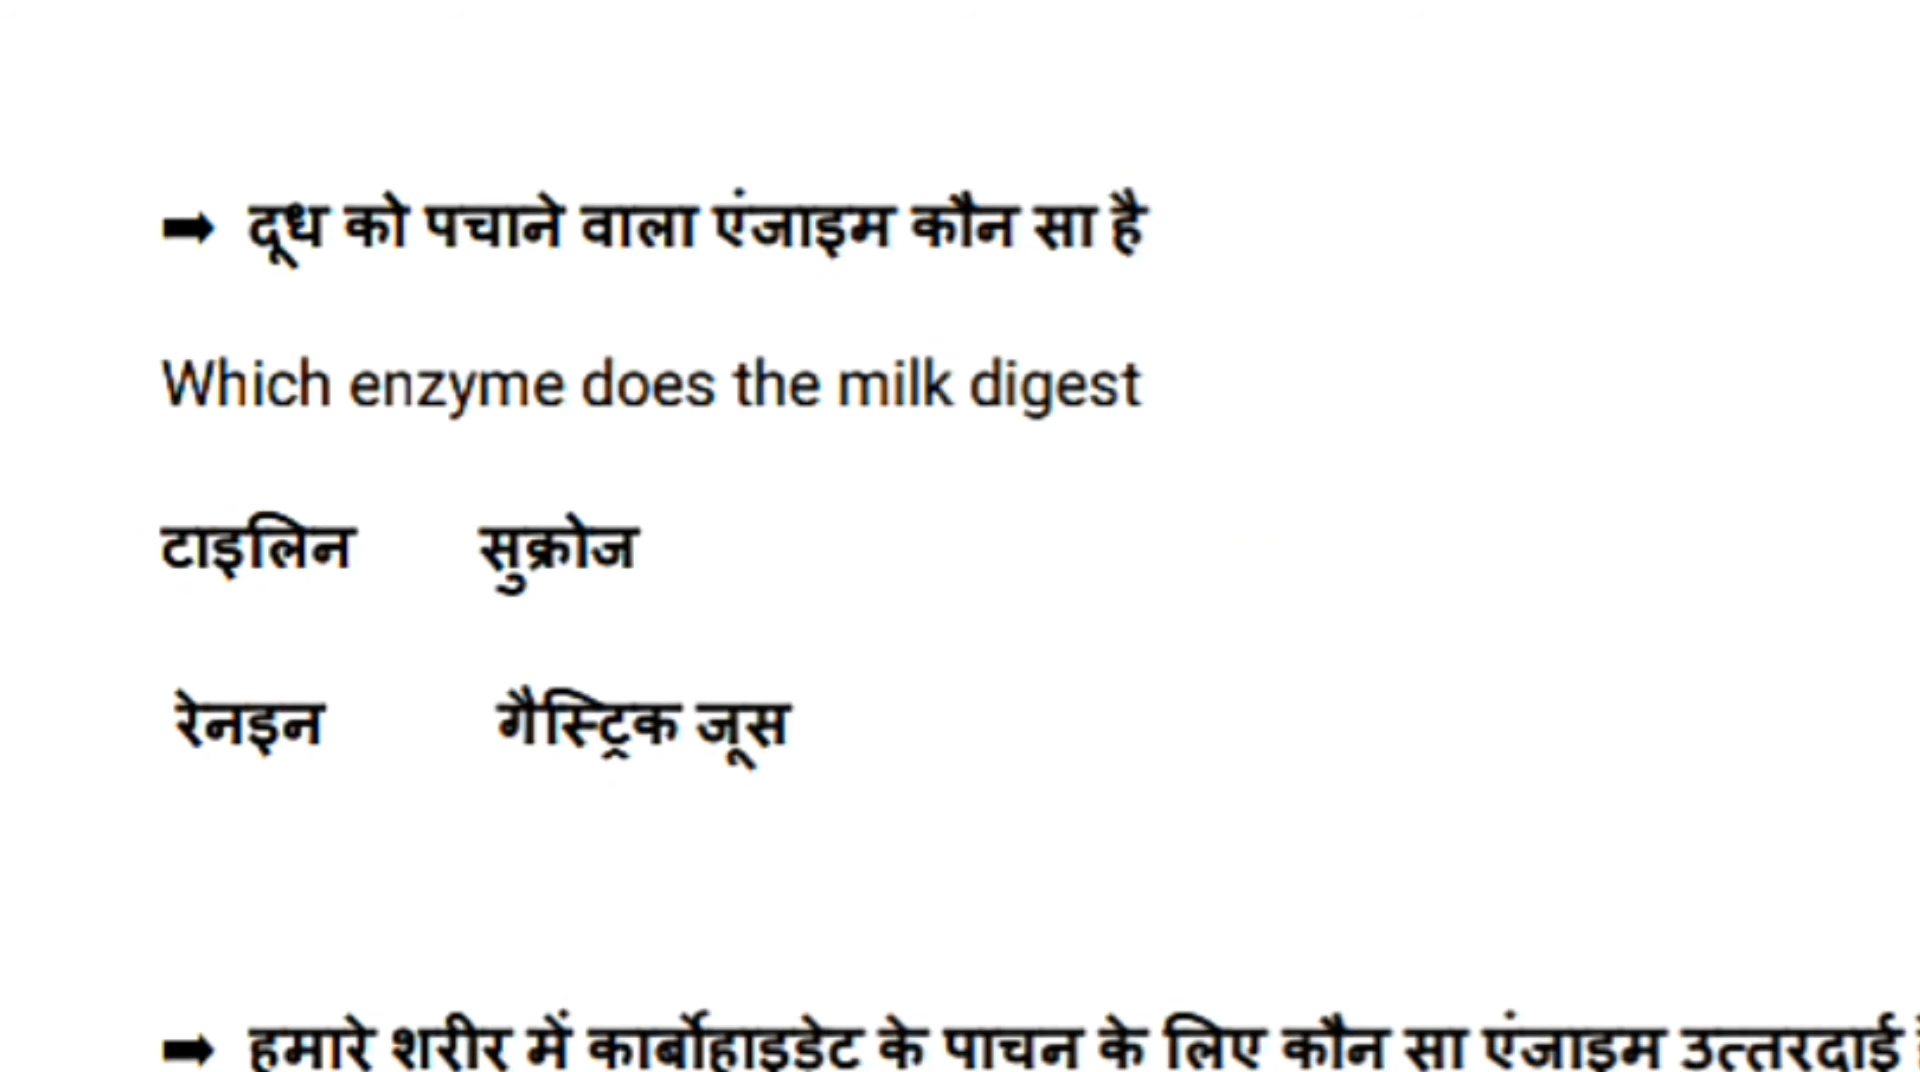 ➡ दूध को पचाने वाला एंजाइम कौन सा है
Which enzyme does the milk digest
टाइलिन सुक्रोज
रेनइन गैस्ट्रिक जूस
➡ हमारे शरीर में कार्बोहाइडेट के पाचन के लिए कौन सा एंजाइम उत्तरदाई